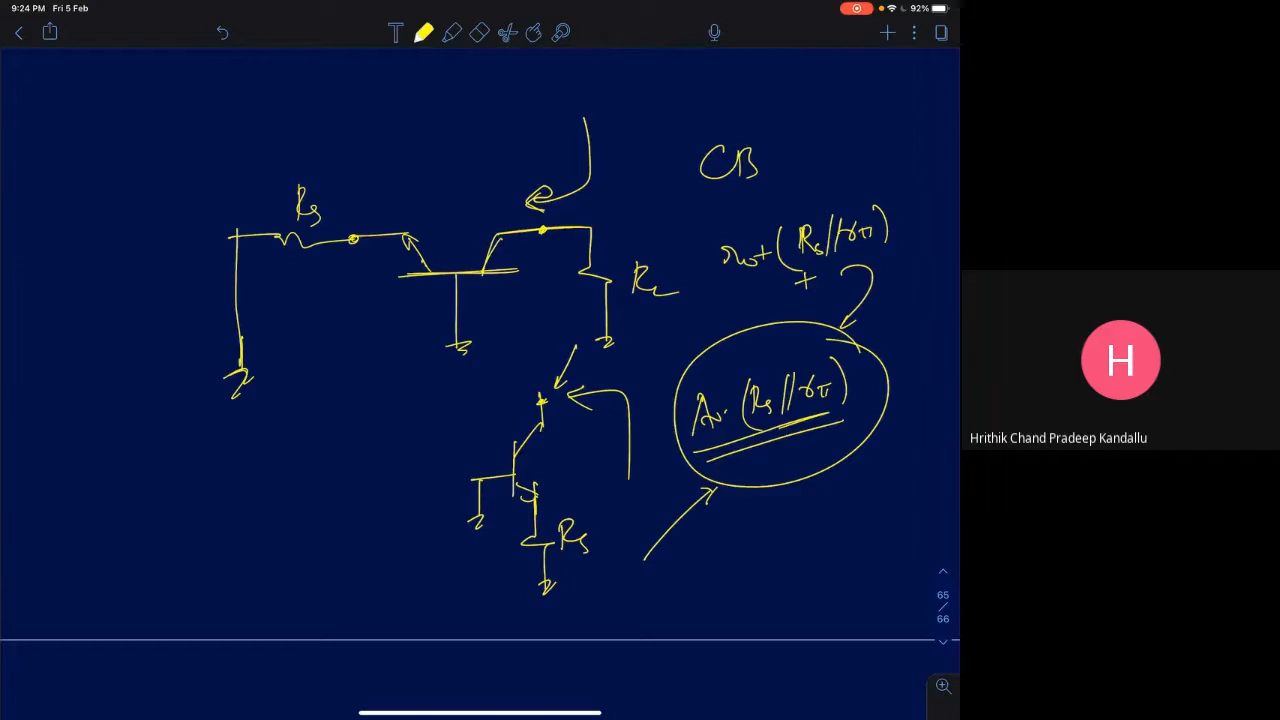 9:24 PM Fri 5 Feb
92%
T
CB
Rs
ro + (Rs//rπ)
+
RL
Av. (Rs//rπ)
Rs
H
Hrithik Chand Pradeep Kandallu
65
/
66